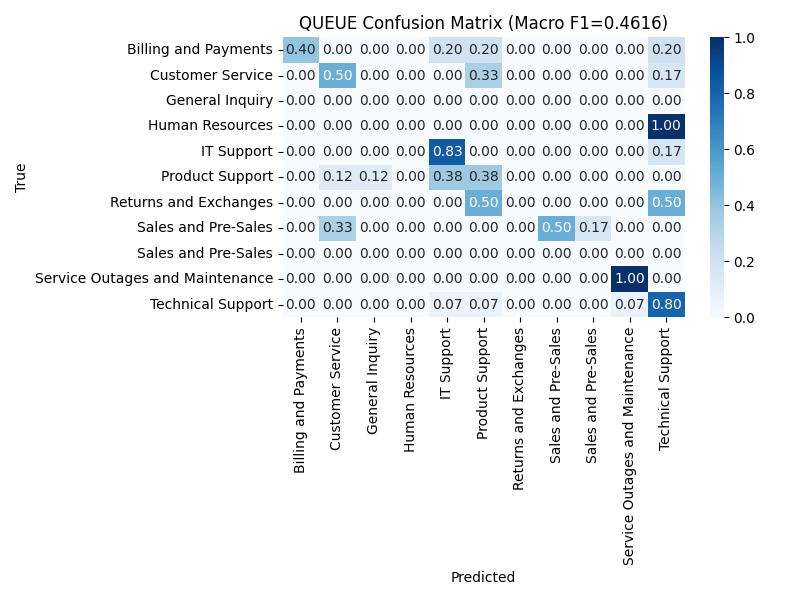 QUEUE Confusion Matrix (Macro F1=0.4616)
Billing and Payments 0.40 0.00 0.00 0.00 0.20 0.20 0.00 0.00 0.00 0.00 0.20
Customer Service 0.00 0.50 0.00 0.00 0.00 0.33 0.00 0.00 0.00 0.00 0.17
General Inquiry 0.00 0.00 0.00 0.00 0.00 0.00 0.00 0.00 0.00 0.00 0.00
Human Resources 0.00 0.00 0.00 0.00 0.00 0.00 0.00 0.00 0.00 0.00 1.00
IT Support 0.00 0.00 0.00 0.00 0.83 0.00 0.00 0.00 0.00 0.00 0.17
Product Support 0.00 0.12 0.12 0.00 0.38 0.38 0.00 0.00 0.00 0.00 0.00
Returns and Exchanges 0.00 0.00 0.00 0.00 0.00 0.50 0.00 0.00 0.00 0.00 0.50
Sales and Pre-Sales 0.00 0.33 0.00 0.00 0.00 0.00 0.00 0.50 0.17 0.00 0.00
Sales and Pre-Sales 0.00 0.00 0.00 0.00 0.00 0.00 0.00 0.00 0.00 0.00 0.00
Service Outages and Maintenance 0.00 0.00 0.00 0.00 0.00 0.00 0.00 0.00 0.00 1.00 0.00
Technical Support 0.00 0.00 0.00 0.00 0.07 0.07 0.00 0.00 0.00 0.07 0.80
True
Billing and Payments
Customer Service
General Inquiry
Human Resources
IT Support
Product Support
Returns and Exchanges
Sales and Pre-Sales
Sales and Pre-Sales
Service Outages and Maintenance
Technical Support
Predicted
1.0
0.8
0.6
0.4
0.2
0.0